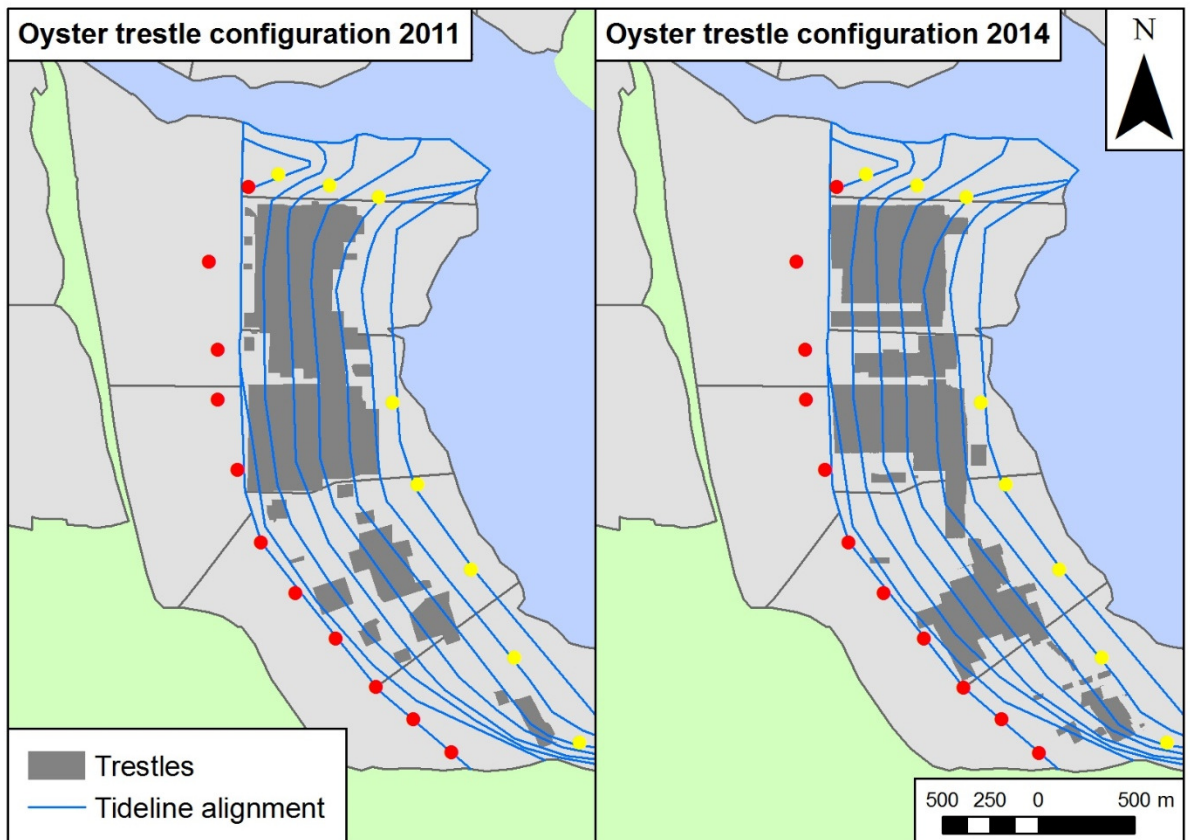 Oyster trestle configuration 2011
Oyster trestle configuration 2014
N
Trestles
Tideline alignment
500 250 0 500 m